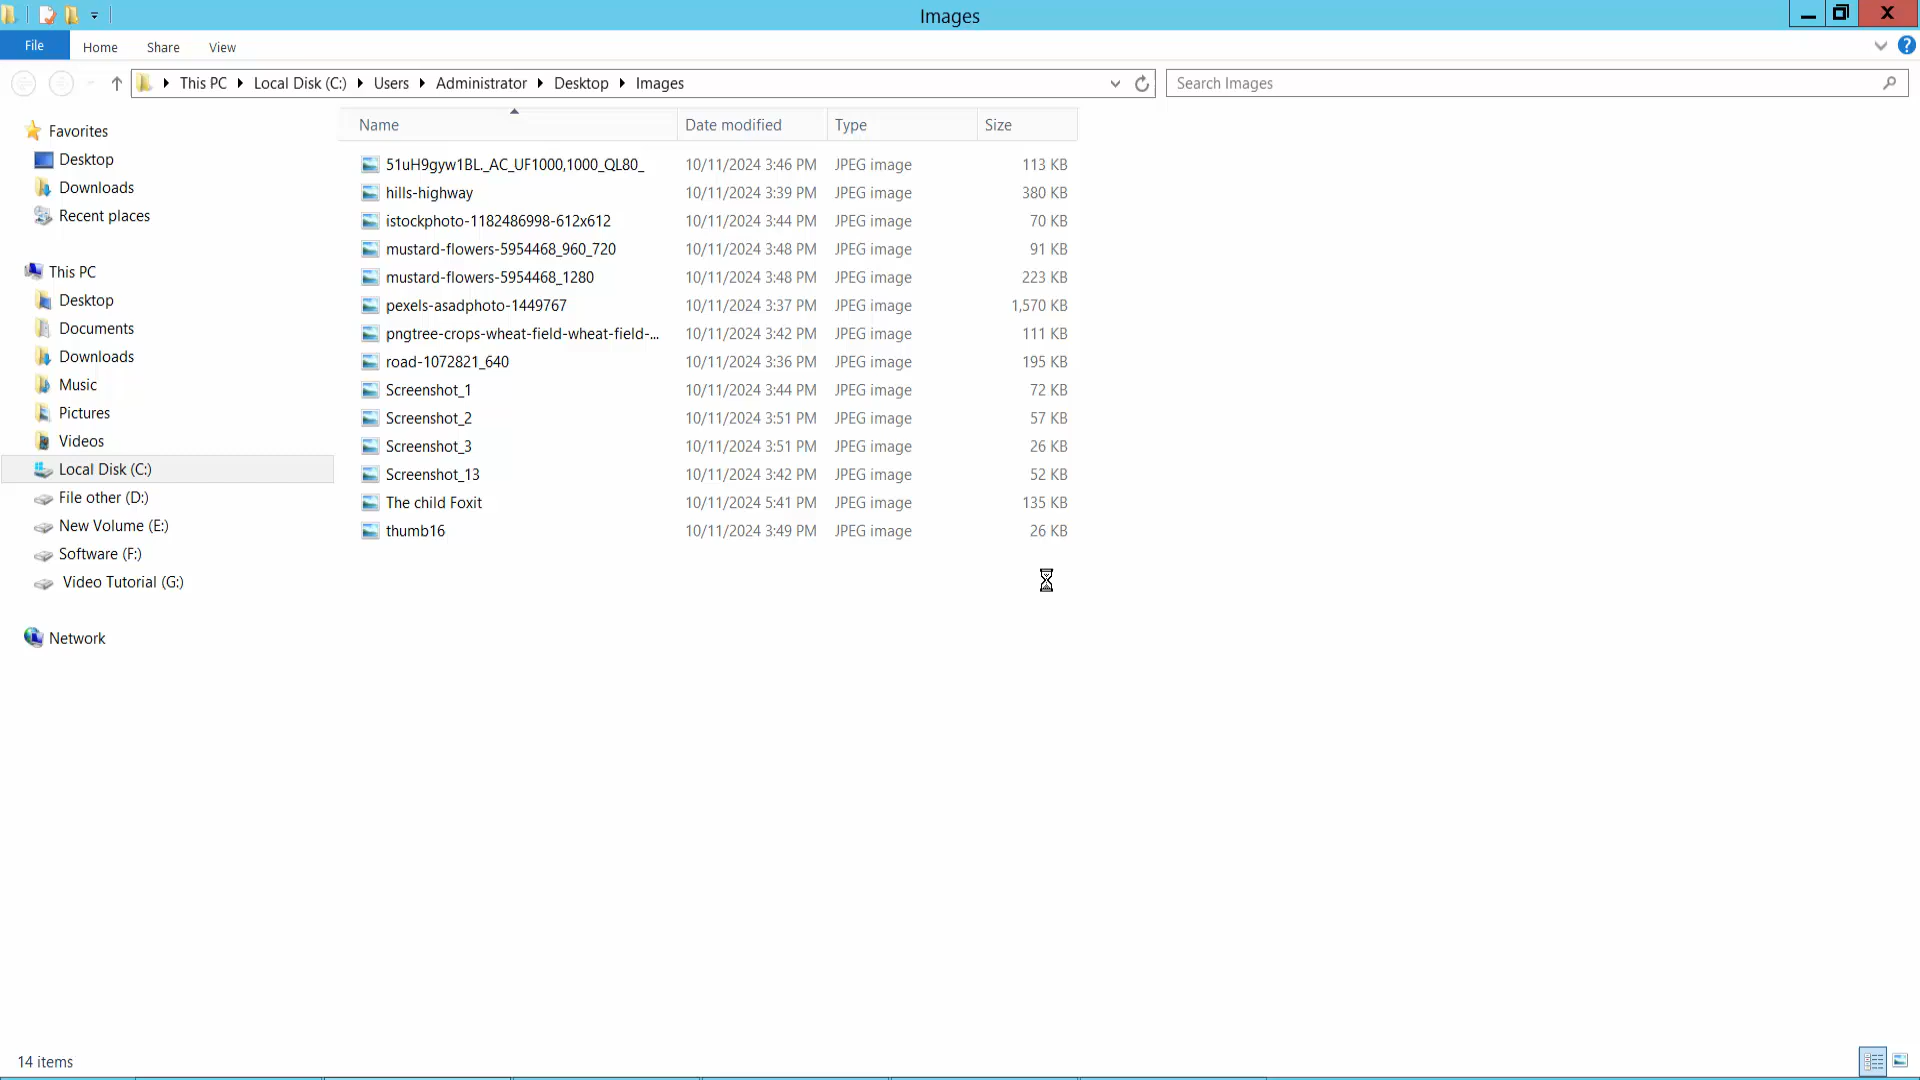 Images
File Home Share View
This PC Local Disk (C:) Users Administrator Desktop Images
Search Images
Favorites
Desktop
Downloads
Recent places
This PC
Desktop
Documents
Downloads
Music
Pictures
Videos
Local Disk (C:)
File other (D:)
New Volume (E:)
Software (F:)
Video Tutorial (G:)
Network
Name Date modified Type Size
51uH9gyw1BL._AC_UF1000,1000_QL80_ 10/11/2024 3:46 PM JPEG image 113 KB
hills-highway 10/11/2024 3:39 PM JPEG image 380 KB
istockphoto-1182486998-612x612 10/11/2024 3:44 PM JPEG image 70 KB
mustard-flowers-5954468_960_720 10/11/2024 3:48 PM JPEG image 91 KB
mustard-flowers-5954468_1280 10/11/2024 3:48 PM JPEG image 223 KB
pexels-asadphoto-1449767 10/11/2024 3:37 PM JPEG image 1,570 KB
pngtree-crops-wheat-field-wheat-field-... 10/11/2024 3:42 PM JPEG image 111 KB
road-1072821_640 10/11/2024 3:36 PM JPEG image 195 KB
Screenshot_1 10/11/2024 3:44 PM JPEG image 72 KB
Screenshot_2 10/11/2024 3:51 PM JPEG image 57 KB
Screenshot_3 10/11/2024 3:51 PM JPEG image 26 KB
Screenshot_13 10/11/2024 3:42 PM JPEG image 52 KB
The child Foxit 10/11/2024 5:41 PM JPEG image 135 KB
thumb16 10/11/2024 3:49 PM JPEG image 26 KB
14 items